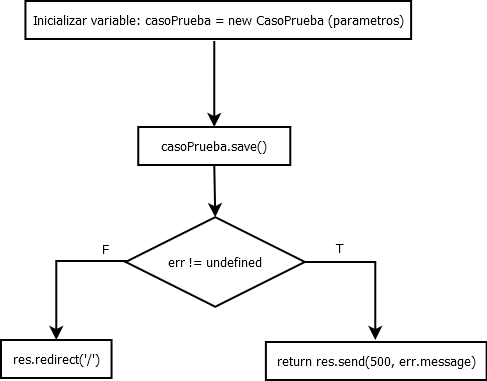 Inicializar variable: casoPrueba = new CasoPrueba (parametros)
casoPrueba.save()
err != undefined
F
T
res.redirect('/')
return res.send(500, err.message)